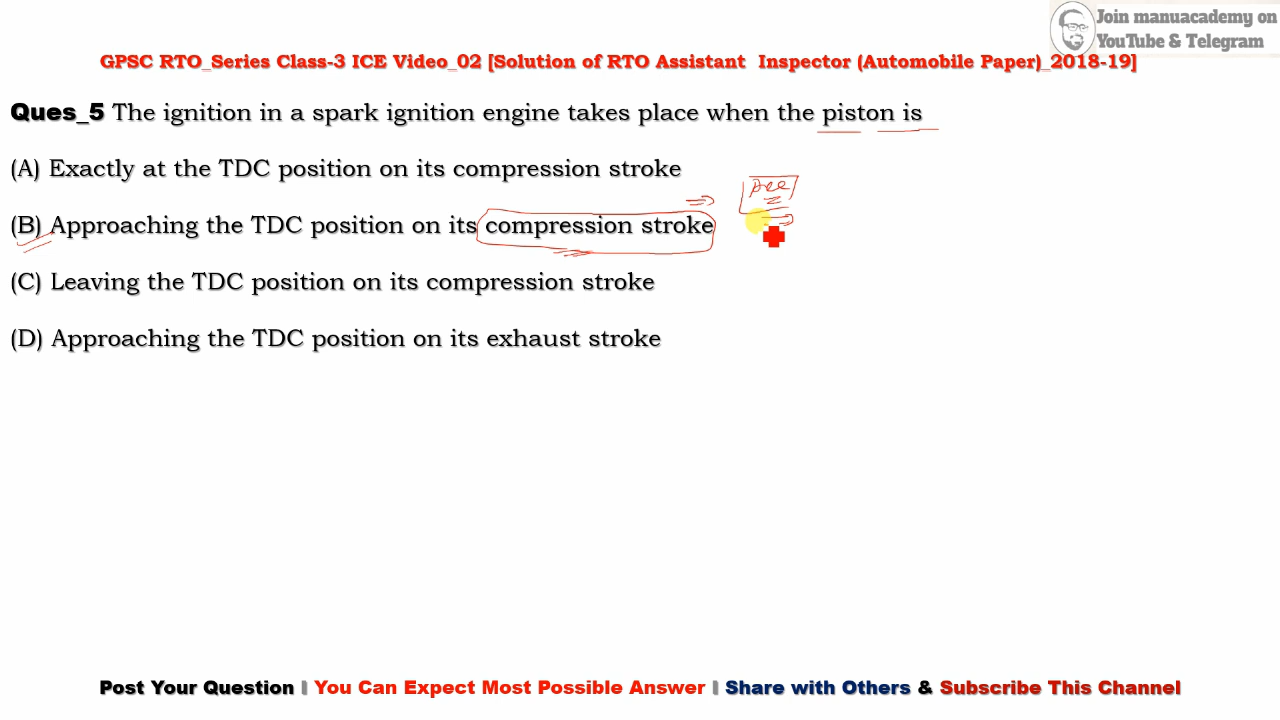 Join manuacademy on
YouTube & Telegram
GPSC RTO_Series Class-3 ICE Video_02 [Solution of RTO Assistant Inspector (Automobile Paper)_2018-19]
Ques_5 The ignition in a spark ignition engine takes place when the piston is
(A) Exactly at the TDC position on its compression stroke
(B) Approaching the TDC position on its compression stroke
(C) Leaving the TDC position on its compression stroke
(D) Approaching the TDC position on its exhaust stroke
Post Your Question | You Can Expect Most Possible Answer | Share with Others & Subscribe This Channel